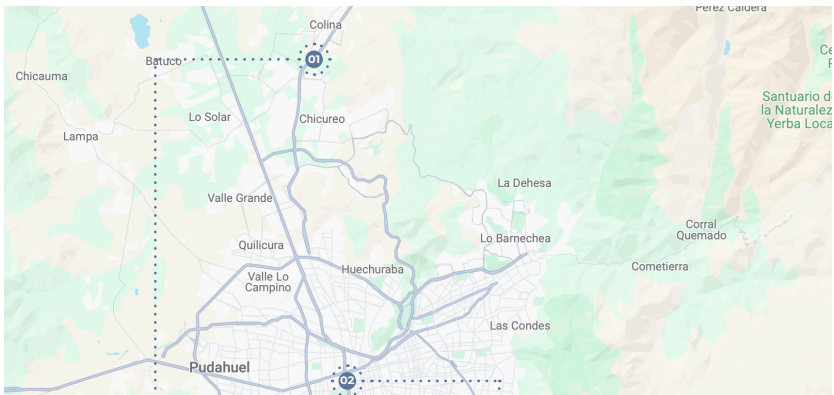 Perez Caldera
Colina
Ce
Batuco
01
F
Chicauma
Santuario d
la Naturalez
Yerba Loca
Lo Solar
Chicureo
Lampa
La Dehesa
Valle Grande
Corral
Quemado
Lo Barnechea
Quilicura
Huechuraba
Cometierra
Valle Lo
Campino
Las Condes
Pudahuel
02